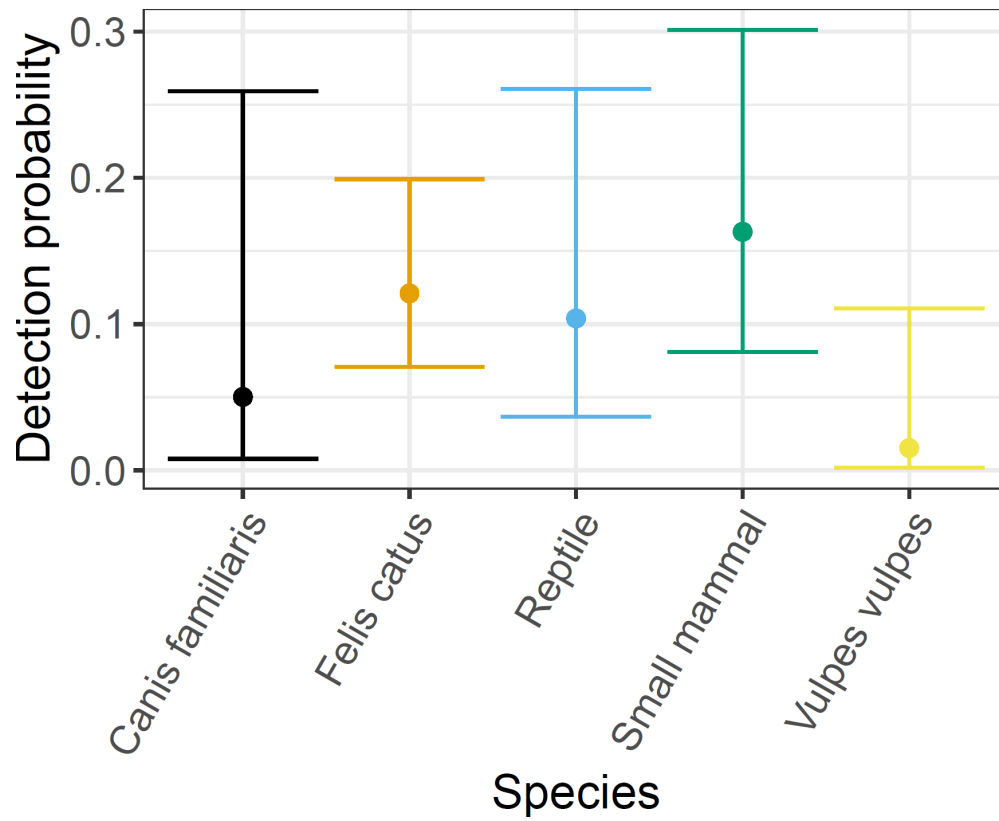 Detection probability
0.3
0.2
0.1
0.0
Canis familiaris
Felis catus
Reptile
Small mammal
Vulpes vulpes
Species